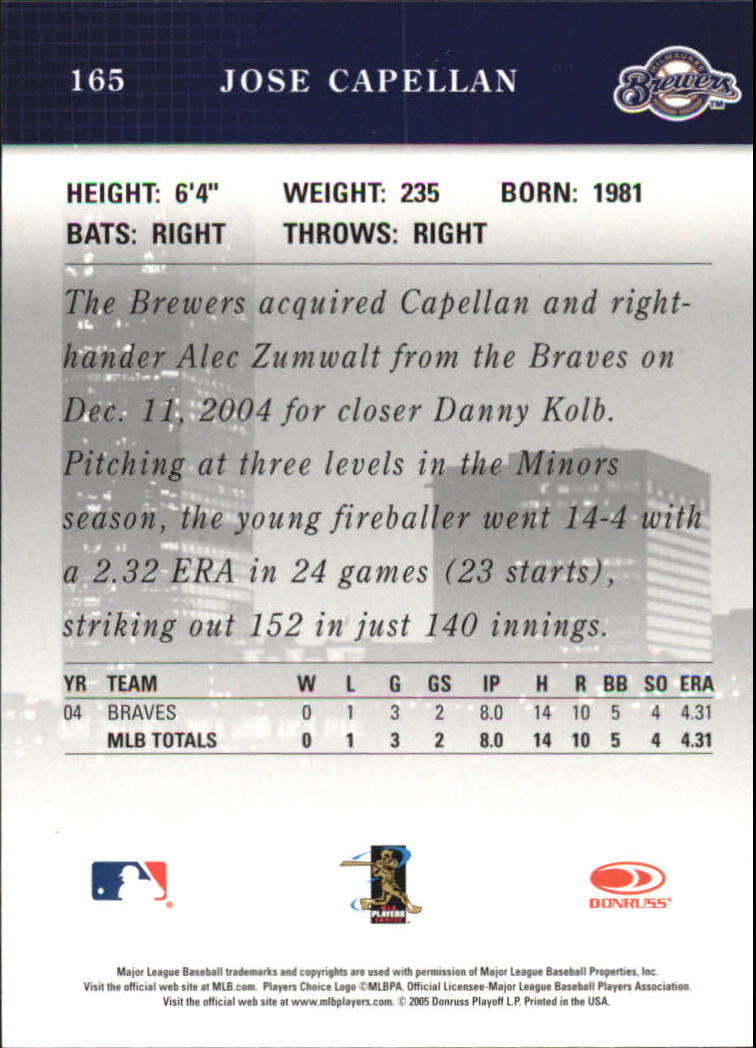 165 JOSE CAPELLAN
MILWAUKEE
Brewers
TM
HEIGHT: 6'4" WEIGHT: 235 BORN: 1981
BATS: RIGHT THROWS: RIGHT
The Brewers acquired Capellan and right-
hander Alec Zumwalt from the Braves on
Dec. 11, 2004 for closer Danny Kolb.
Pitching at three levels in the Minors
season, the young fireballer went 14-4 with
a 2.32 ERA in 24 games (23 starts),
striking out 152 in just 140 innings.
YR TEAM W L G GS IP H R BB SO ERA
04 BRAVES 0 1 3 2 8.0 14 10 5 4 4.31
MLB TOTALS 0 1 3 2 8.0 14 10 5 4 4.31
®
MLB
PLAYERS
CHOICE
DONRUSS®
Major League Baseball trademarks and copyrights are used with permission of Major League Baseball Properties, Inc.
Visit the official web site at MLB.com. Players Choice Logo ©MLBPA. Official Licensee-Major League Baseball Players Association.
Visit the official web site at www.mlbplayers.com. © 2005 Donruss Playoff L.P. Printed in the USA.